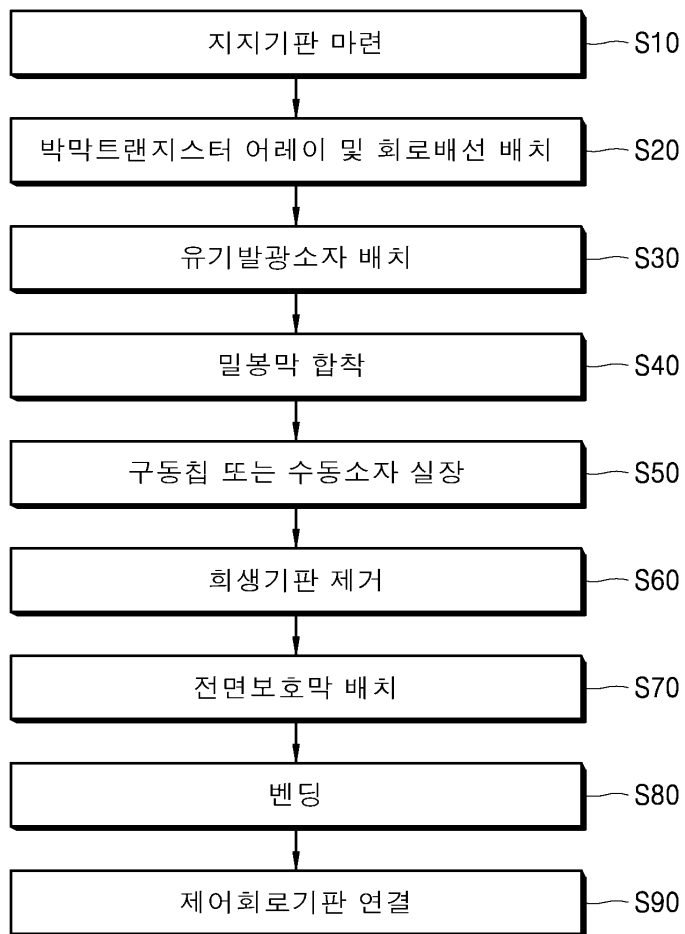 지지기판 마련 S10
박막트랜지스터 어레이 및 회로배선 배치 S20
유기발광소자 배치 S30
밀봉막 합착 S40
구동칩 또는 수동소자 실장 S50
희생기판 제거 S60
전면보호막 배치 S70
벤딩 S80
제어회로기판 연결 S90